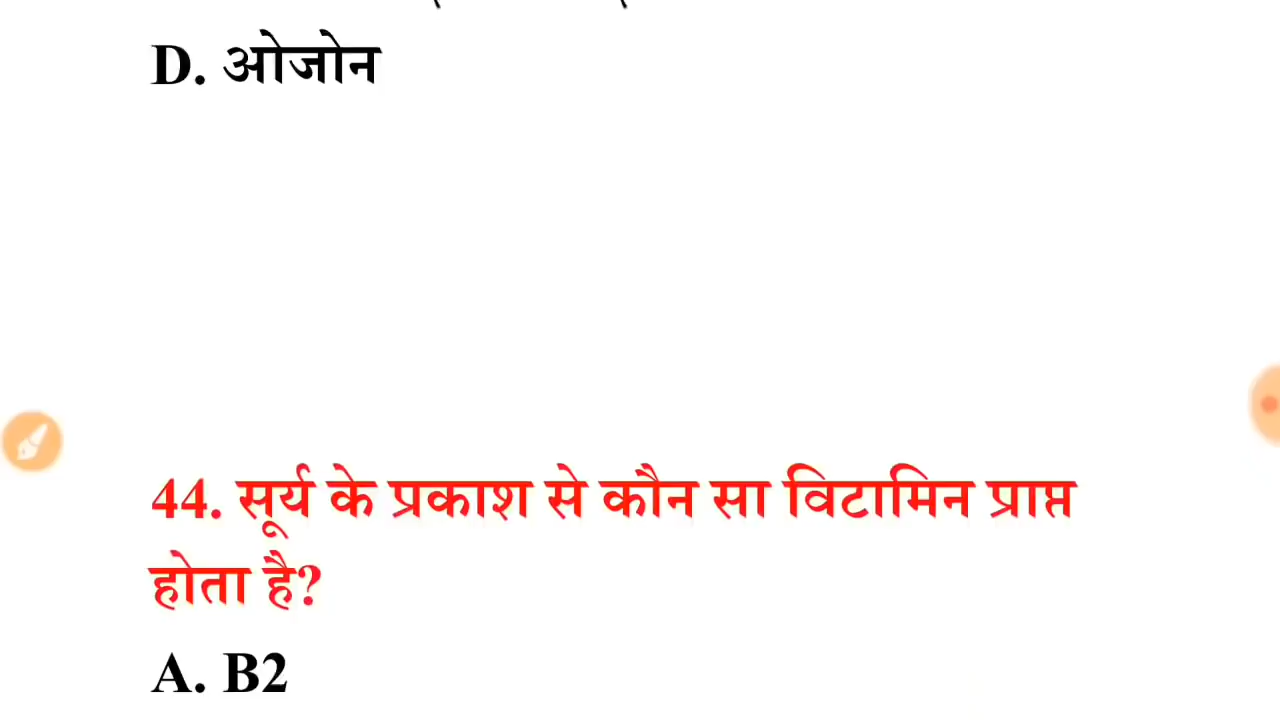 D. ओजोन
44. सूर्य के प्रकाश से कौन सा विटामिन प्राप्त
होता है?
A. B2